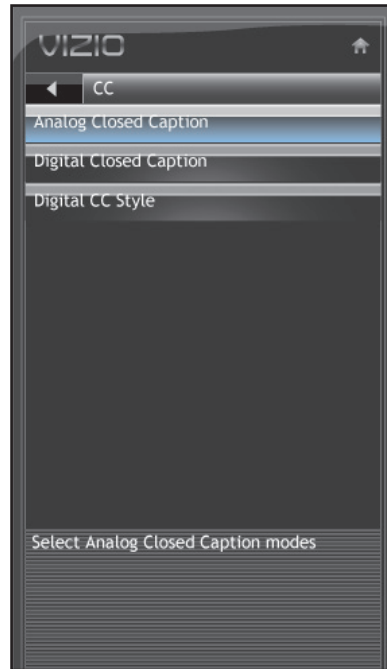 VIZIO
CC
Analog Closed Caption
Digital Closed Caption
Digital CC Style
Select Analog Closed Caption modes